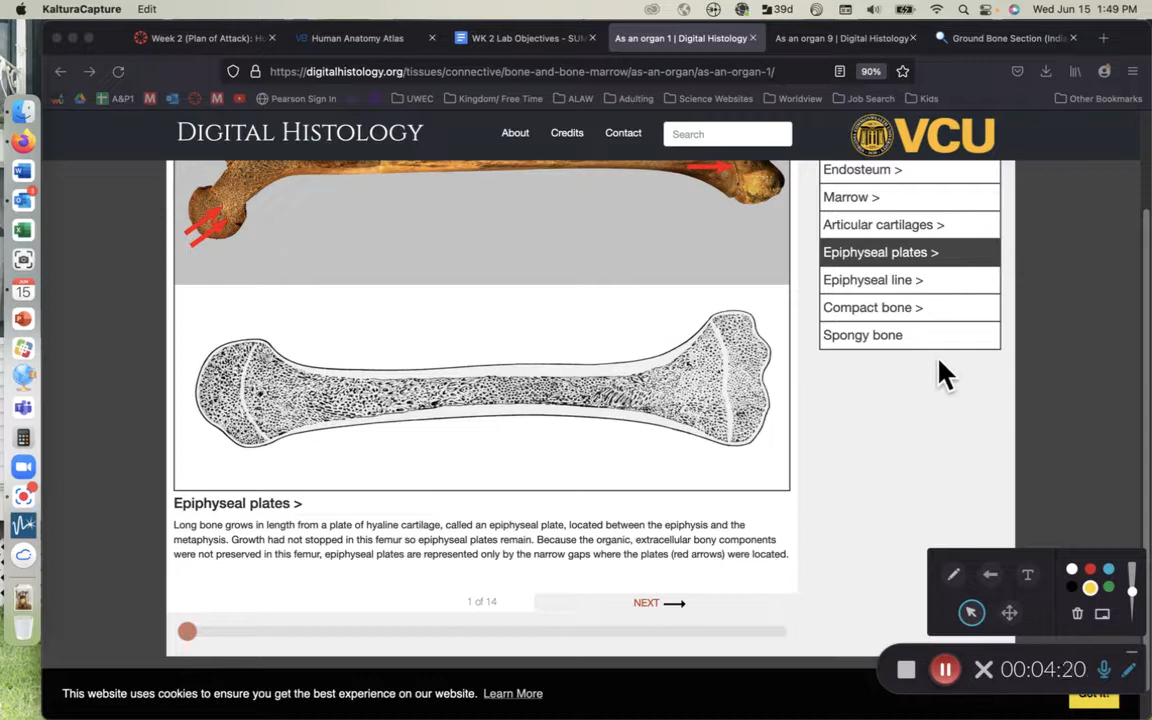 KalturaCapture Edit
39d
Wed Jun 15 1:49 PM
Week 2 (Plan of Attack): Hu
Human Anatomy Atlas
WK 2 Lab Objectives - SUM
As an organ 1 | Digital Histology
As an organ 9 | Digital Histology
Ground Bone Section (India
https://digitalhistology.org/tissues/connective/bone-and-bone-marrow/as-an-organ/as-an-organ-1/
90%
A&P1
Pearson Sign In
UWEC
Kingdom/ Free Time
ALAW
Adulting
Science Websites
Worldview
Job Search
Kids
Other Bookmarks
DIGITAL HISTOLOGY
About
Credits
Contact
Search
VCU
Endosteum >
Marrow >
Articular cartilages >
Epiphyseal plates >
Epiphyseal line >
Compact bone >
Spongy bone
Epiphyseal plates >
Long bone grows in length from a plate of hyaline cartilage, called an epiphyseal plate, located between the epiphysis and the
metaphysis. Growth had not stopped in this femur so epiphyseal plates remain. Because the organic, extracellular bony components
were not preserved in this femur, epiphyseal plates are represented only by the narrow gaps where the plates (red arrows) were located.
1 of 14
NEXT
T
00:04:20
This website uses cookies to ensure you get the best experience on our website. Learn More
JUN
15